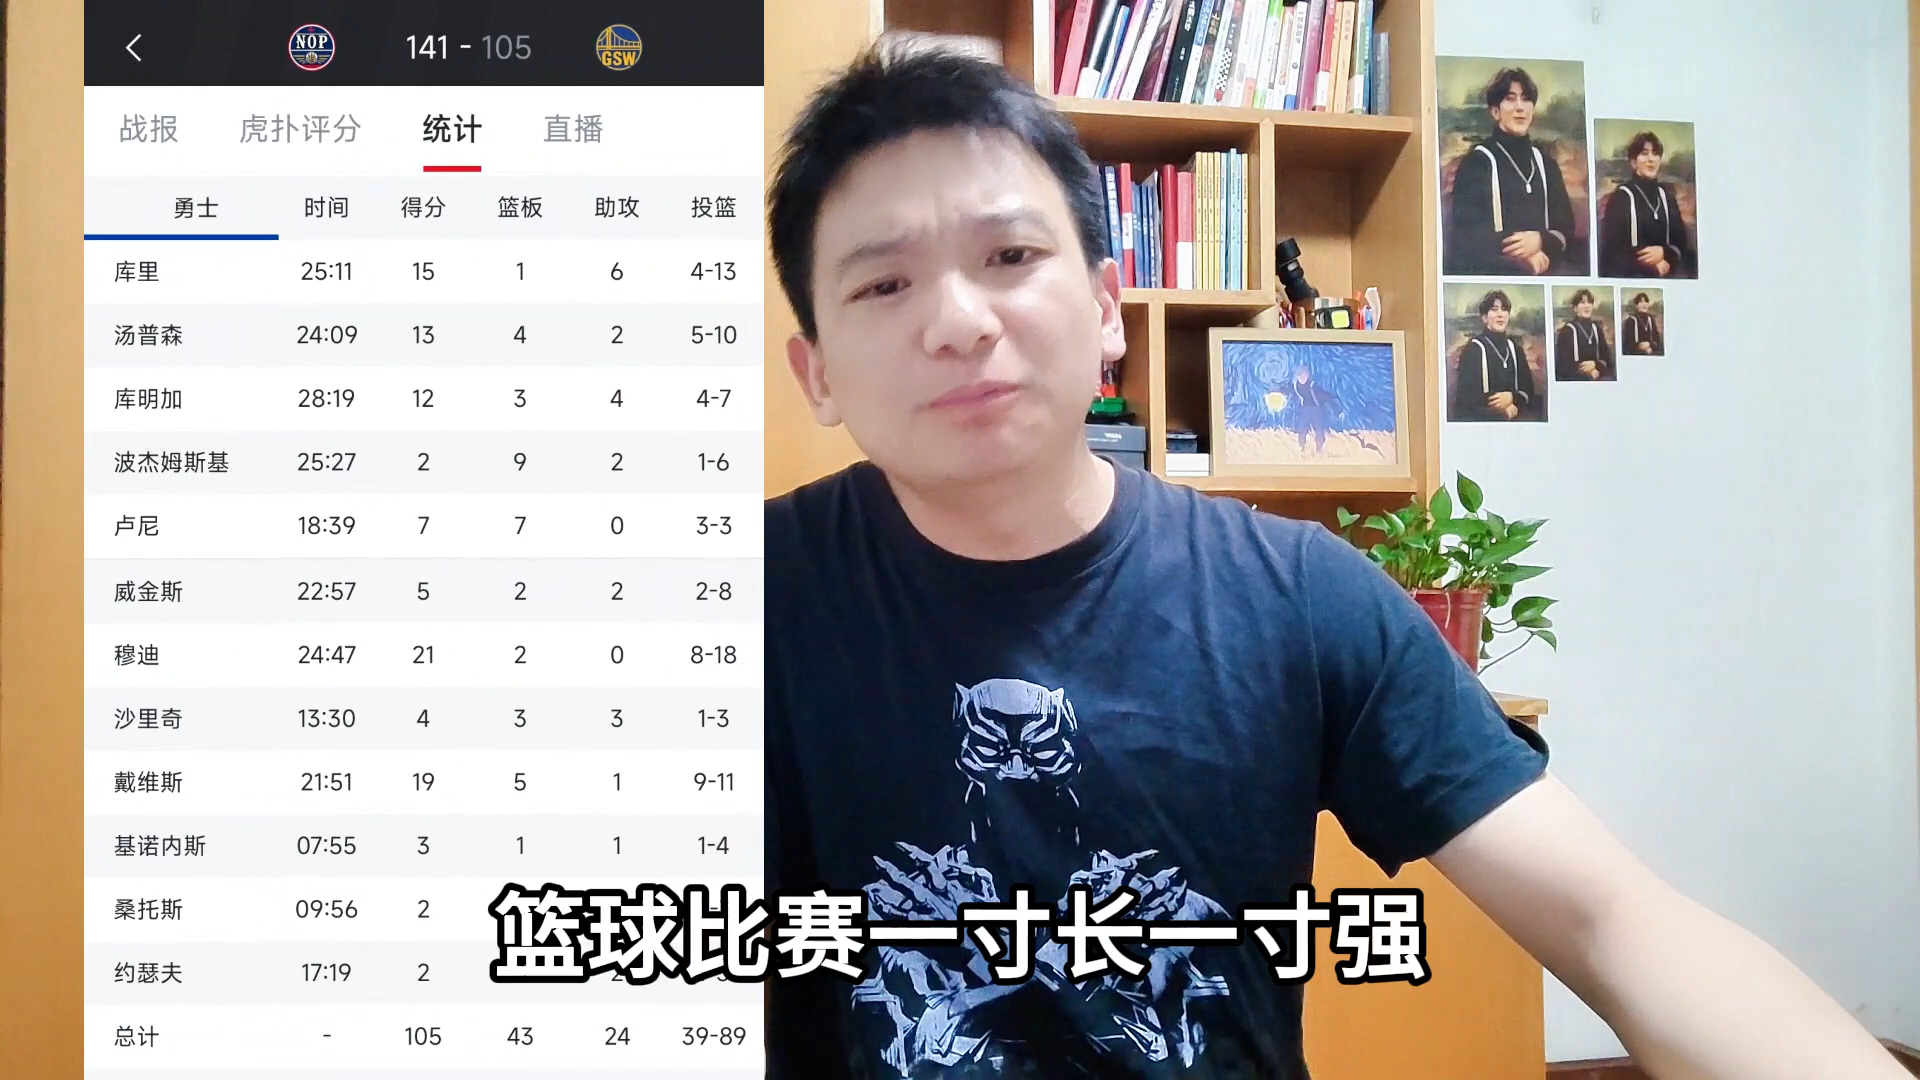 NOP 141 - 105 GSW
战报 虎扑评分 统计 直播
勇士 时间 得分 篮板 助攻 投篮
库里 25:11 15 1 6 4-13
汤普森 24:09 13 4 2 5-10
库明加 28:19 12 3 4 4-7
波杰姆斯基 25:27 2 9 2 1-6
卢尼 18:39 7 7 0 3-3
威金斯 22:57 5 2 2 2-8
穆迪 24:47 21 2 0 8-18
沙里奇 13:30 4 3 3 1-3
戴维斯 21:51 19 5 1 9-11
基诺内斯 07:55 3 1 1 1-4
桑托斯 09:56 2
约瑟夫 17:19 2
总计 - 105 43 24 39-89
篮球比赛一寸长一寸强